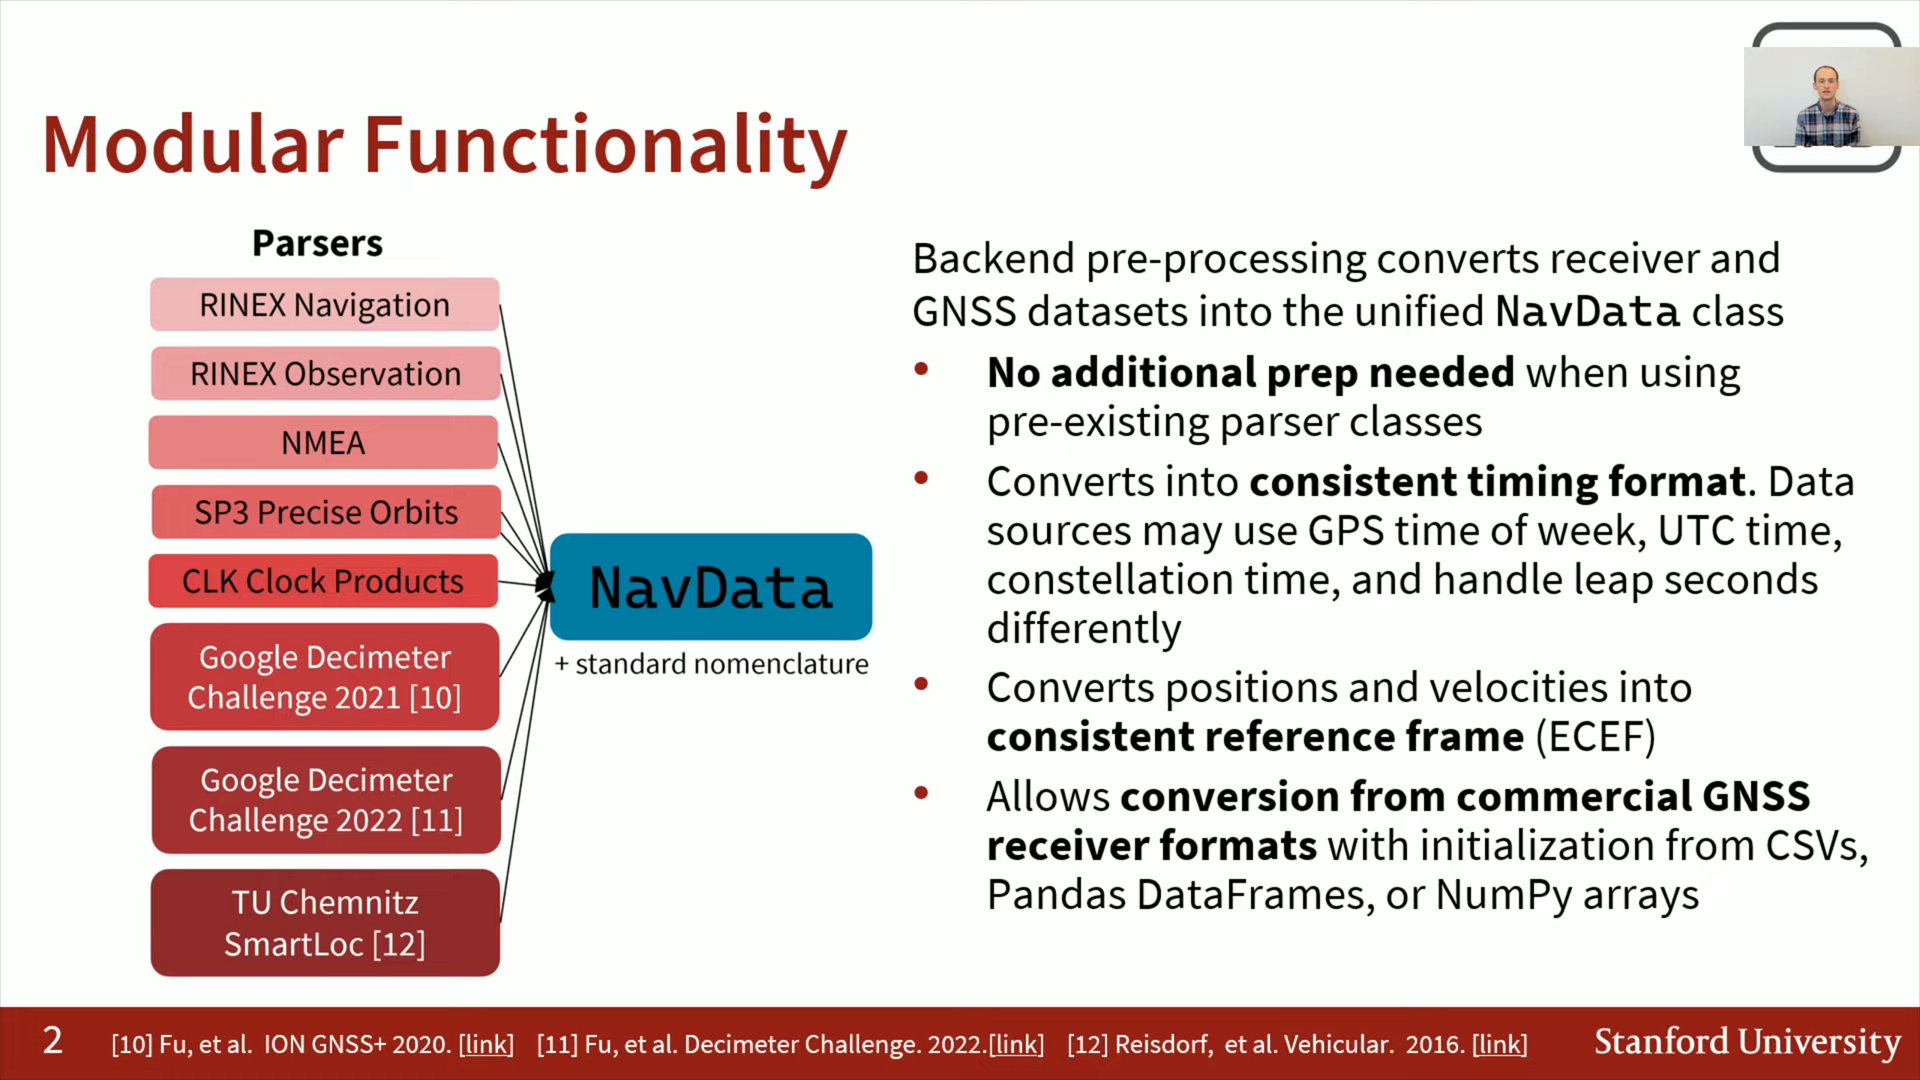 Modular Functionality
Parsers
RINEX Navigation
RINEX Observation
NMEA
SP3 Precise Orbits
CLK Clock Products
Google Decimeter
Challenge 2021 [10]
Google Decimeter
Challenge 2022 [11]
TU Chemnitz
SmartLoc [12]
NavData
+ standard nomenclature
Backend pre-processing converts receiver and
GNSS datasets into the unified NavData class
• No additional prep needed when using
pre-existing parser classes
• Converts into consistent timing format. Data
sources may use GPS time of week, UTC time,
constellation time, and handle leap seconds
differently
• Converts positions and velocities into
consistent reference frame (ECEF)
• Allows conversion from commercial GNSS
receiver formats with initialization from CSVs,
Pandas DataFrames, or NumPy arrays
2 [10] Fu, et al. ION GNSS+ 2020. [link] [11] Fu, et al. Decimeter Challenge. 2022.[link] [12] Reisdorf, et al. Vehicular. 2016. [link] Stanford University